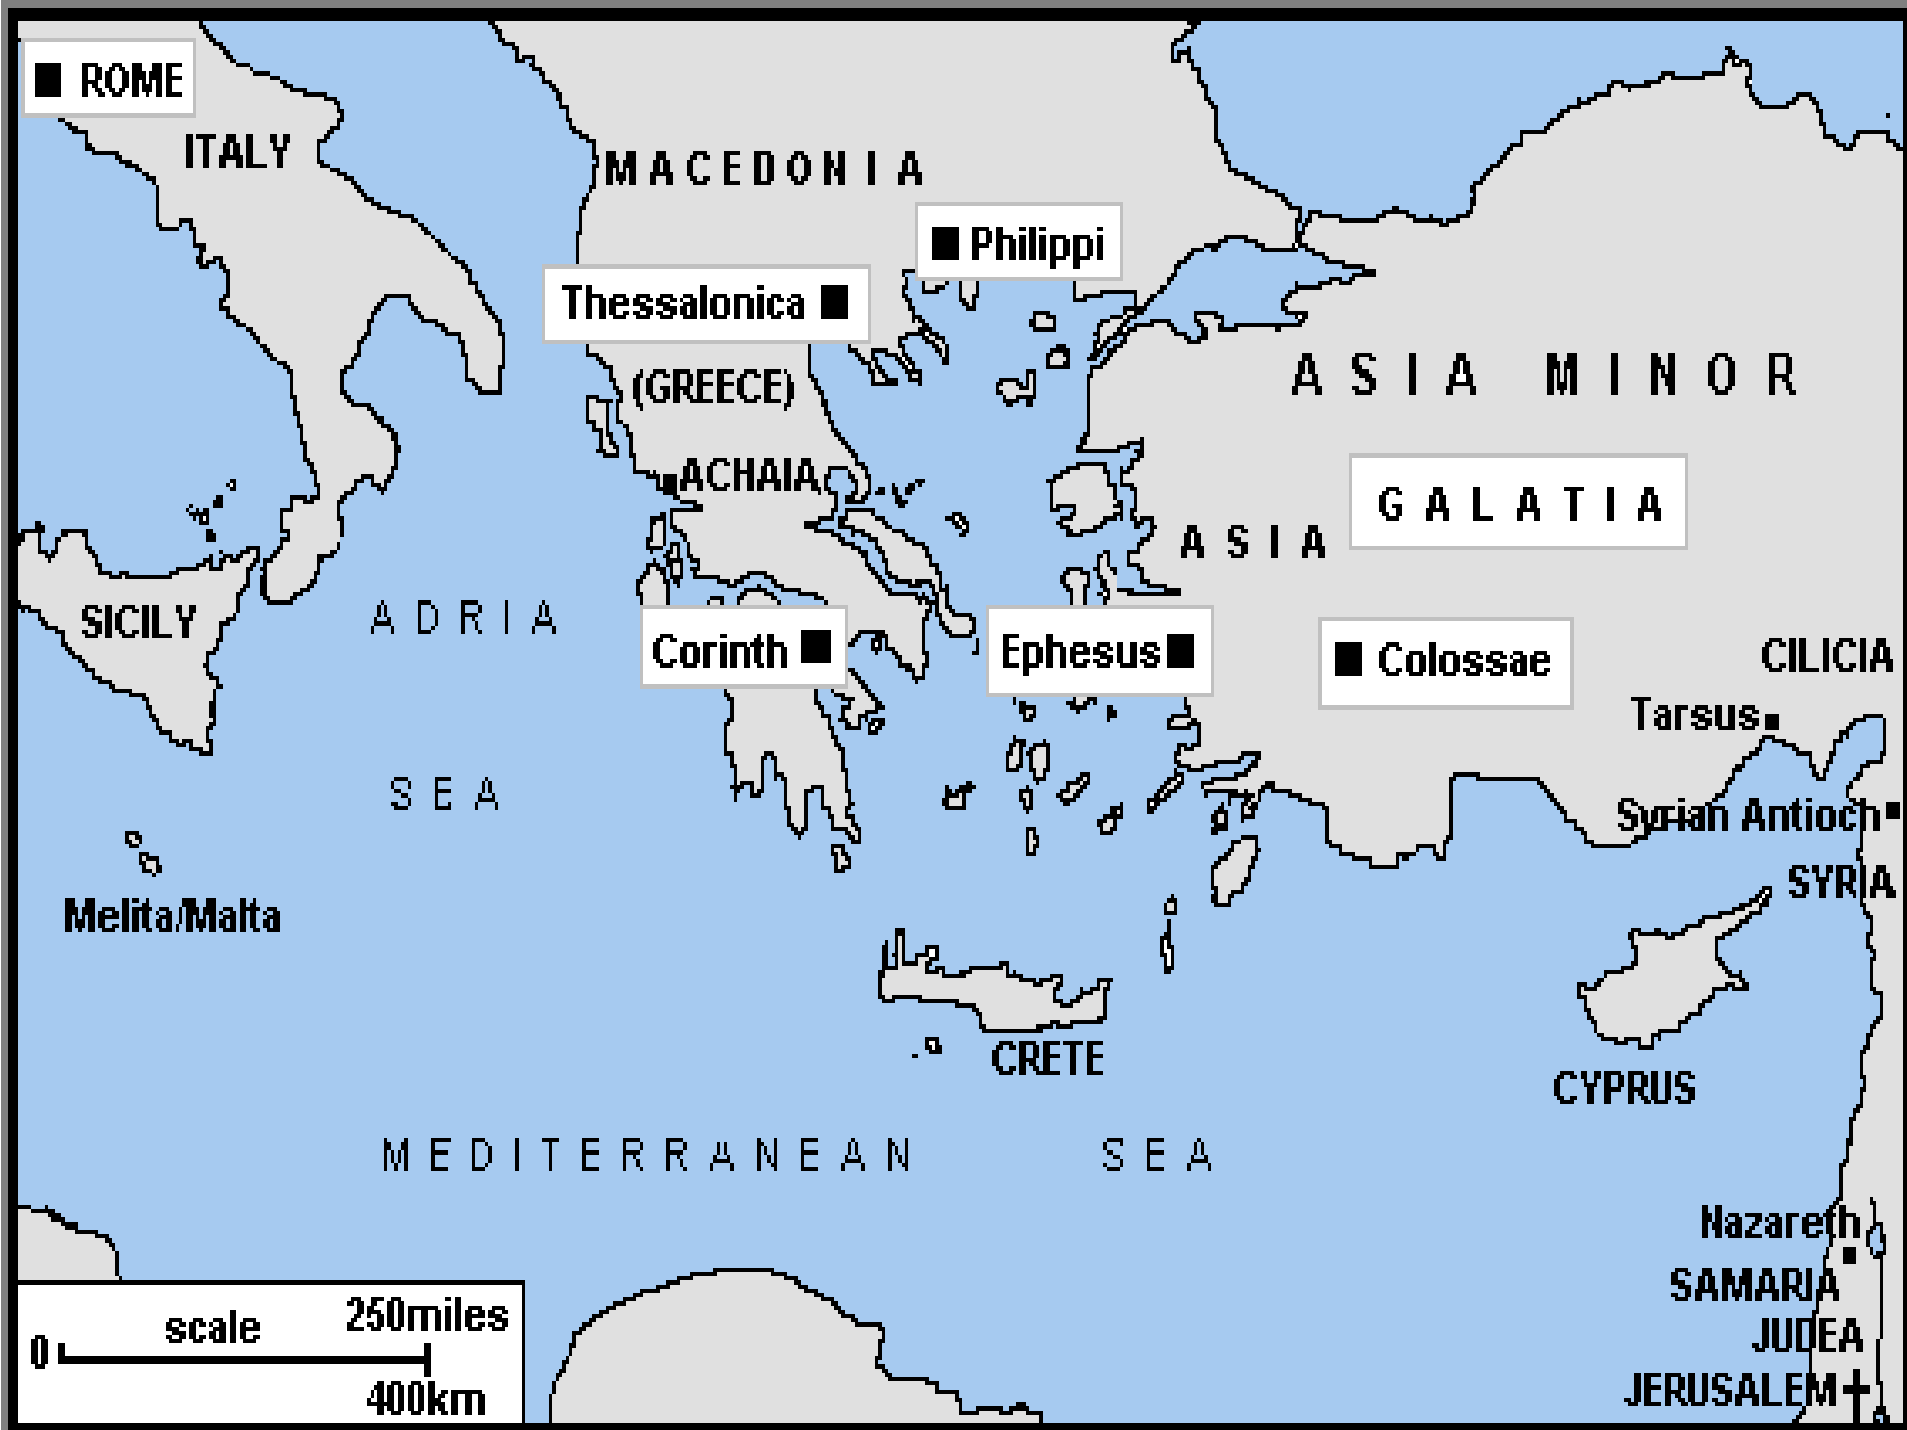 ROME
ITALY
MACEDONIA
Philippi
Thessalonica
(GREECE)
ASIA MINOR
ACHAIA
GALATIA
ASIA
SICILY
ADRIA
Corinth
Ephesus
Colossae
CILICIA
Tarsus
SEA
Syrian Antioch
SYRIA
Melita/Malta
CRETE
CYPRUS
MEDITERRANEAN SEA
Nazareth
SAMARIA
JUDEA
JERUSALEM
scale
250miles
0
400km